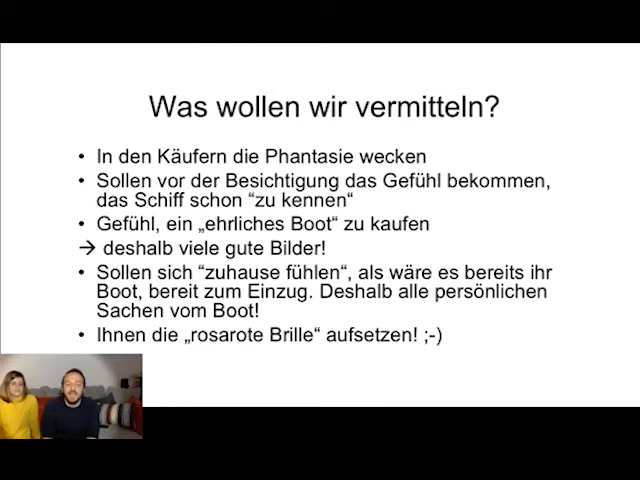 Was wollen wir vermitteln?
• In den Käufern die Phantasie wecken
• Sollen vor der Besichtigung das Gefühl bekommen,
das Schiff schon “zu kennen“
• Gefühl, ein „ehrliches Boot“ zu kaufen
→ deshalb viele gute Bilder!
• Sollen sich “zuhause fühlen“, als wäre es bereits ihr
Boot, bereit zum Einzug. Deshalb alle persönlichen
Sachen vom Boot!
• Ihnen die „rosarote Brille“ aufsetzen! ;-)